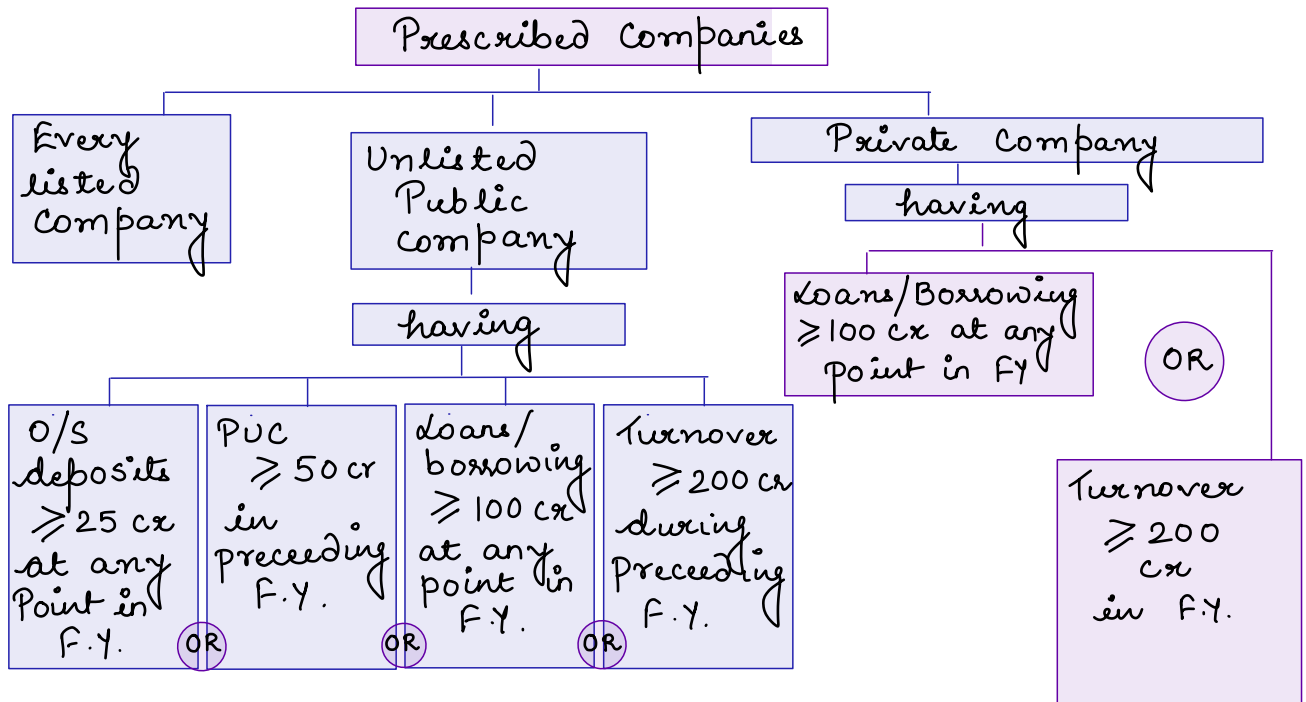 Prescribed Companies
Every
listed
Company
Unlisted
Public
company
having
O/S
deposits
≥ 25 cr
at any
Point in
F.Y.
OR
PUC
≥ 50 cr
in
preceeding
F.Y.
OR
Loans/
borrowing
≥ 100 cr
at any
point in
F.Y.
OR
Turnover
≥ 200 cr
during
preceeding
F.Y.
Private Company
having
Loans/Borrowing
≥ 100 cr at any
point in FY
OR
Turnover
≥ 200
cr
in F.Y.